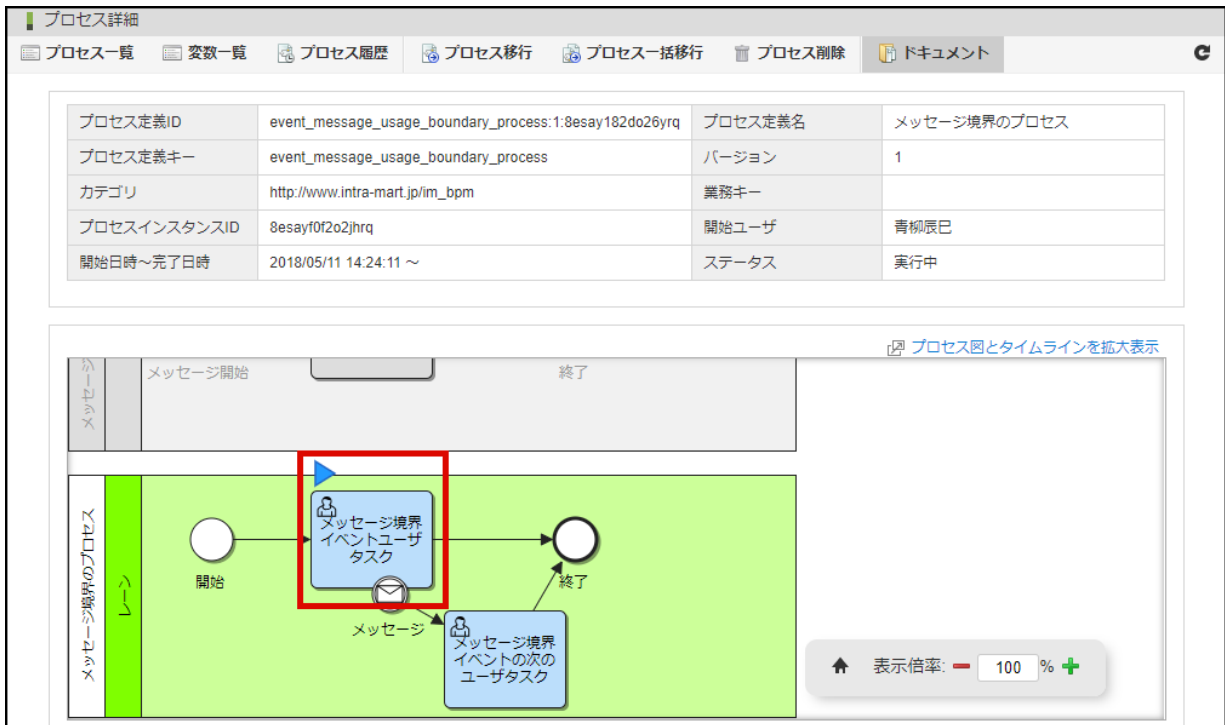 プロセス詳細
プロセス一覧 変数一覧 プロセス履歴 プロセス移行 プロセス一括移行 プロセス削除 ドキュメント
プロセス定義ID event_message_usage_boundary_process:1:8esay182do26yrq プロセス定義名 メッセージ境界のプロセス
プロセス定義キー event_message_usage_boundary_process バージョン 1
カテゴリ http://www.intra-mart.jp/im_bpm 業務キー
プロセスインスタンスID 8esayf0f2o2jhrq 開始ユーザ 青柳辰巳
開始日時～完了日時 2018/05/11 14:24:11 ～ ステータス 実行中
プロセス図とタイムラインを拡大表示
メッセージ
メッセージ開始
終了
メッセージ境界のプロセス
レーン
開始
メッセージ境界
イベントユーザ
タスク
終了
メッセージ
メッセージ境界
イベントの次の
ユーザタスク
表示倍率: 100 %